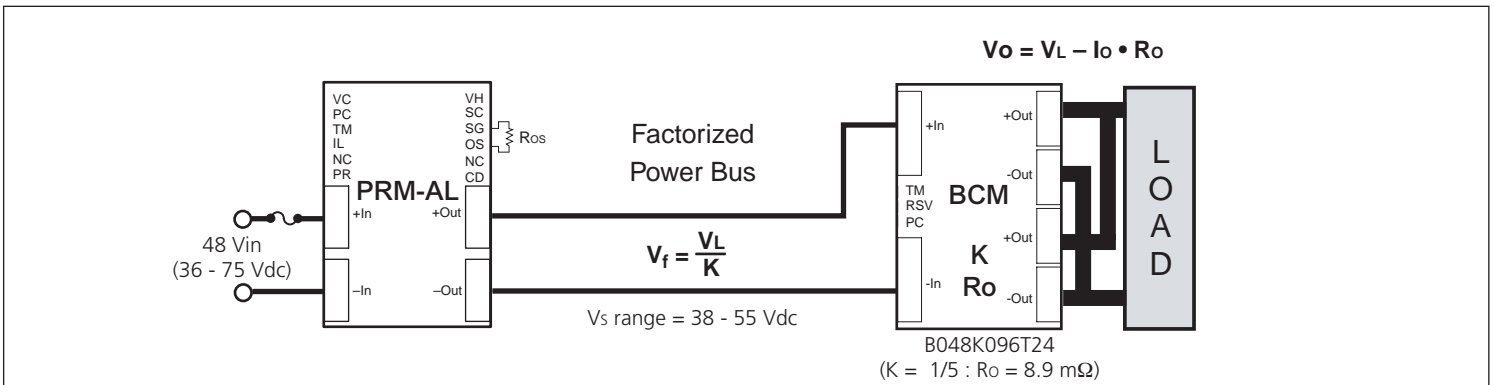 Vo = VL – Io • Ro
VC
PC
TM
IL
NC
PR
VH
SC
SG
OS
NC
CD
ROS
PRM-AL
+In
+Out
–In
–Out
48 Vin
(36 - 75 Vdc)
Factorized
Power Bus
Vf = VL
K
Vs range = 38 - 55 Vdc
+In
TM
RSV
PC
-In
BCM
K
Ro
+Out
-Out
+Out
-Out
B048K096T24
(K = 1/5 : Ro = 8.9 mΩ)
L
O
A
D